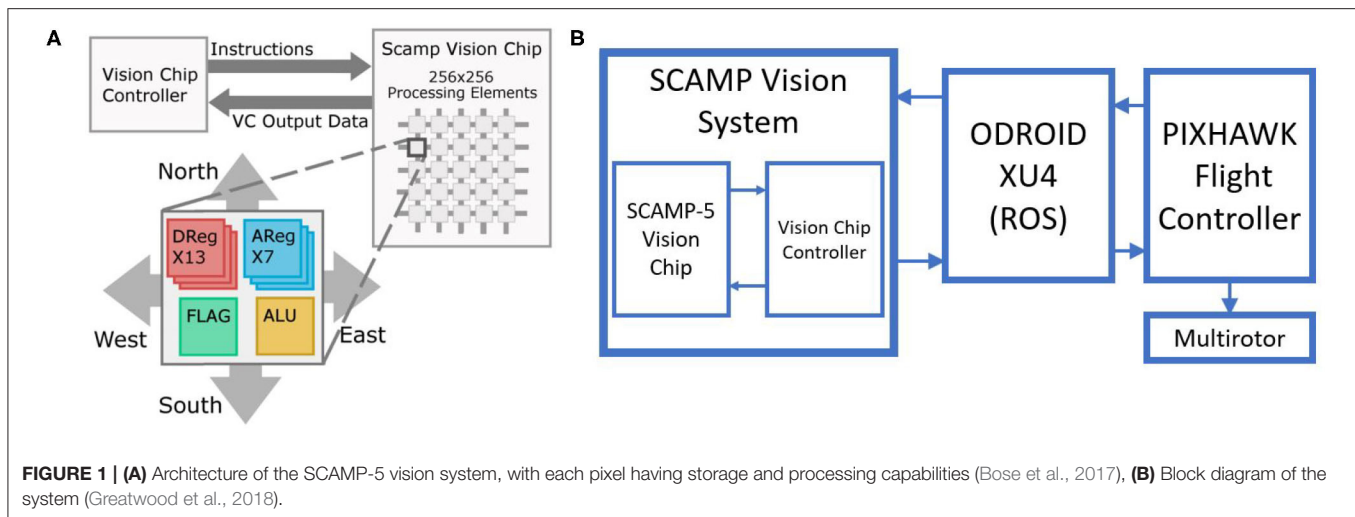 A
Instructions
Vision Chip
Controller
VC Output Data
Scamp Vision Chip
256x256
Processing Elements
North
DReg
X13
AReg
X7
FLAG
ALU
West
East
South
B
SCAMP Vision
System
SCAMP-5
Vision
Chip
Vision Chip
Controller
ODROID
XU4
(ROS)
PIXHAWK
Flight
Controller
Multirotor
FIGURE 1 | (A) Architecture of the SCAMP-5 vision system, with each pixel having storage and processing capabilities (Bose et al., 2017), (B) Block diagram of the
system (Greatwood et al., 2018).